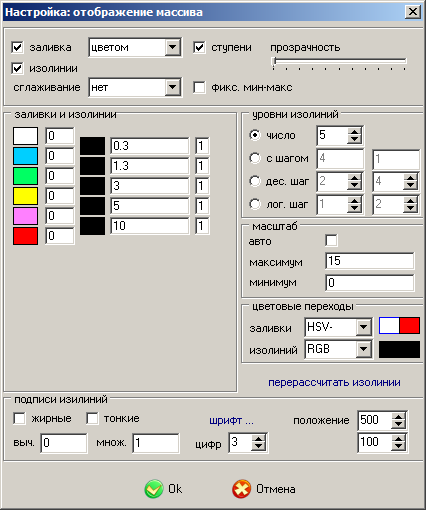 Настройка: отображение массива
заливка цветом ступени прозрачность
изолинии
сглаживание нет фикс. мин-макс
заливки и изолинии
0
0 0.3 1
0 1.3 1
0 3 1
0 5 1
0 10 1
уровни изолиний
число 5
с шагом 4 1
дес. шаг 2 4
лог. шаг 1 2
масштаб
авто
максимум 15
минимум 0
цветовые переходы
заливки HSV-
изолиний RGB
перерассчитать изолинии
подписи изилиний
жирные тонкие шрифт ... положение 500
выч. 0 множ. 1 цифр 3 100
Ok Отмена